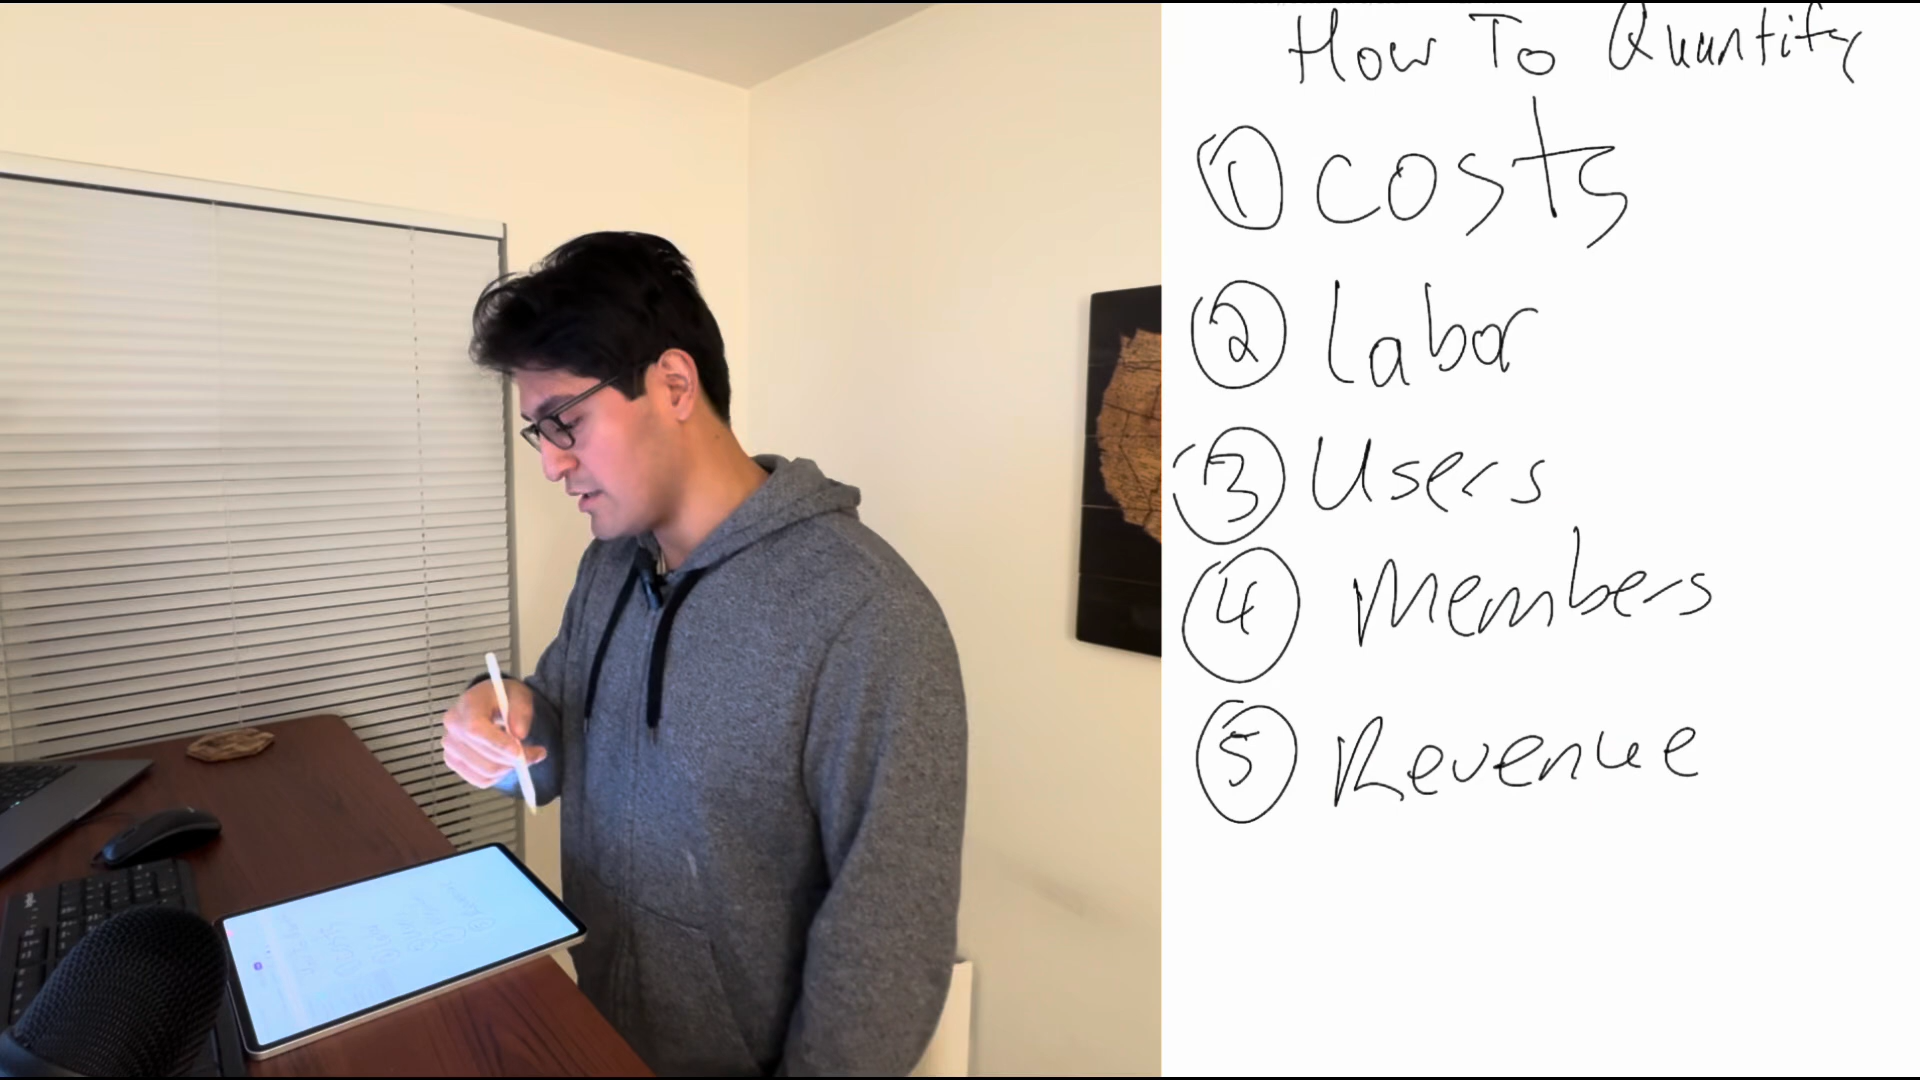 How To Quantify
1 Costs
2 Labor
3 Users
4 Members
5 Revenue